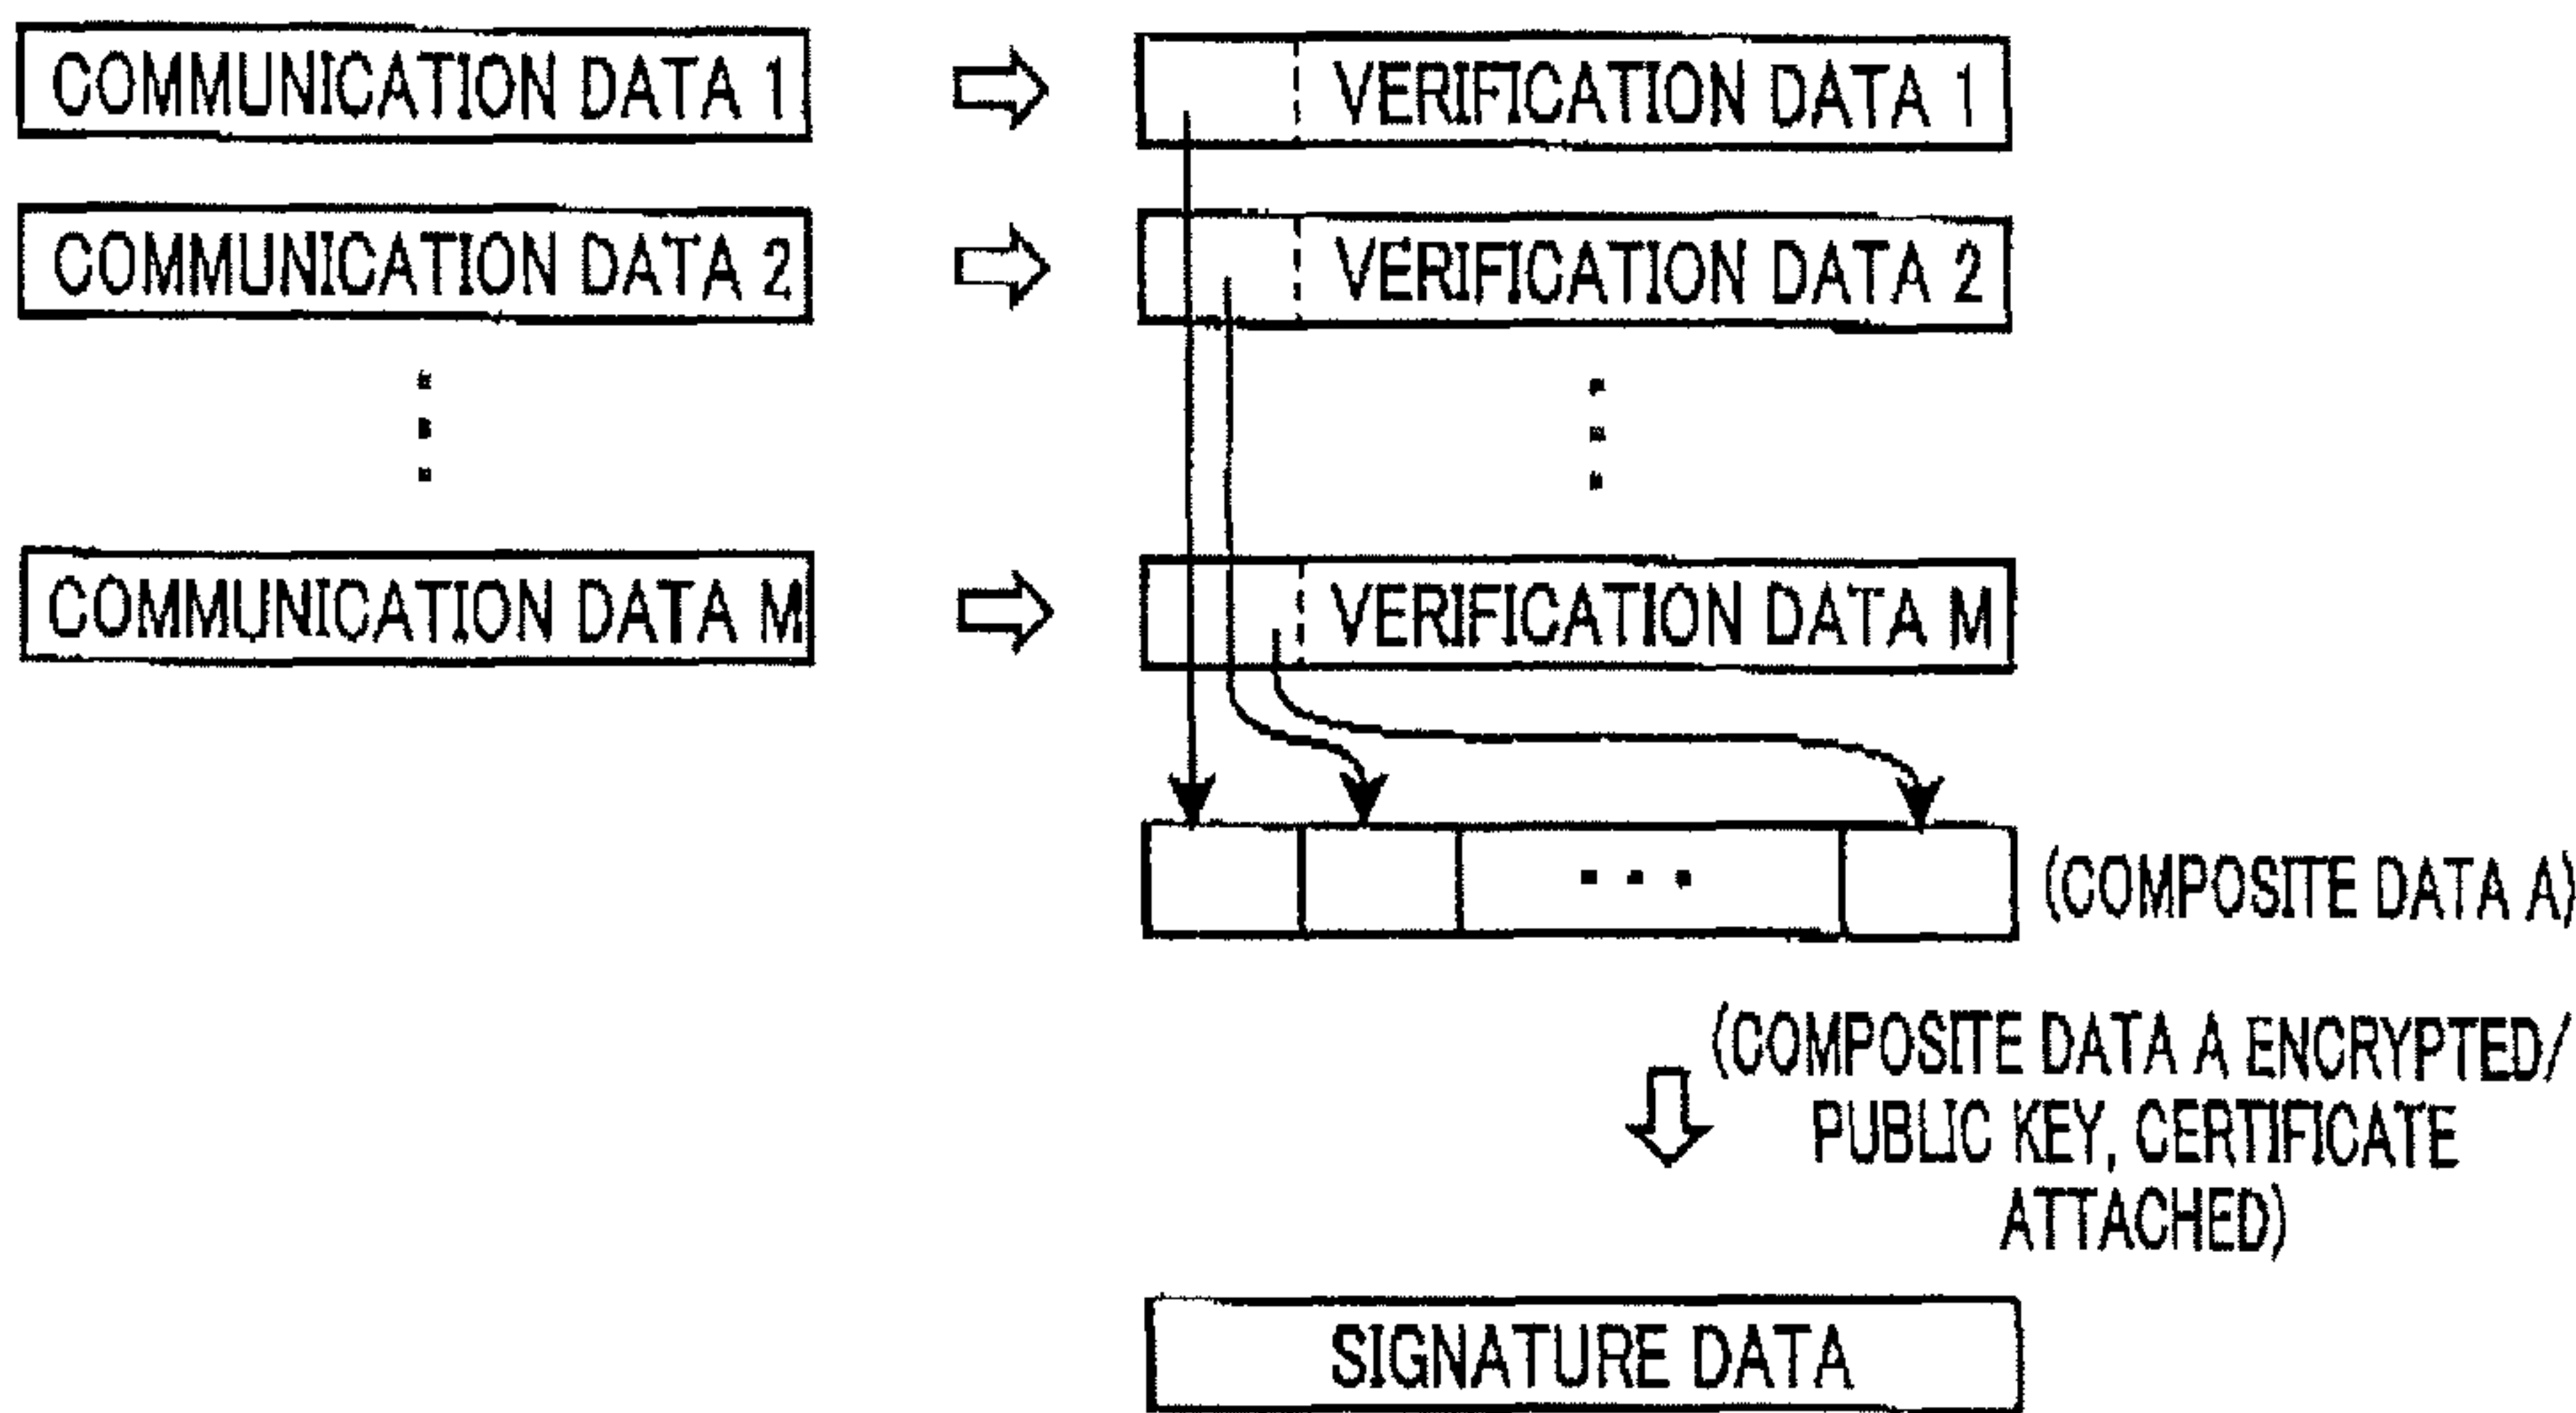 COMMUNICATION DATA 1
VERIFICATION DATA 1
COMMUNICATION DATA 2
VERIFICATION DATA 2
COMMUNICATION DATA M
VERIFICATION DATA M
(COMPOSITE DATA A)
(COMPOSITE DATA A ENCRYPTED/
PUBLIC KEY, CERTIFICATE
ATTACHED)
SIGNATURE DATA